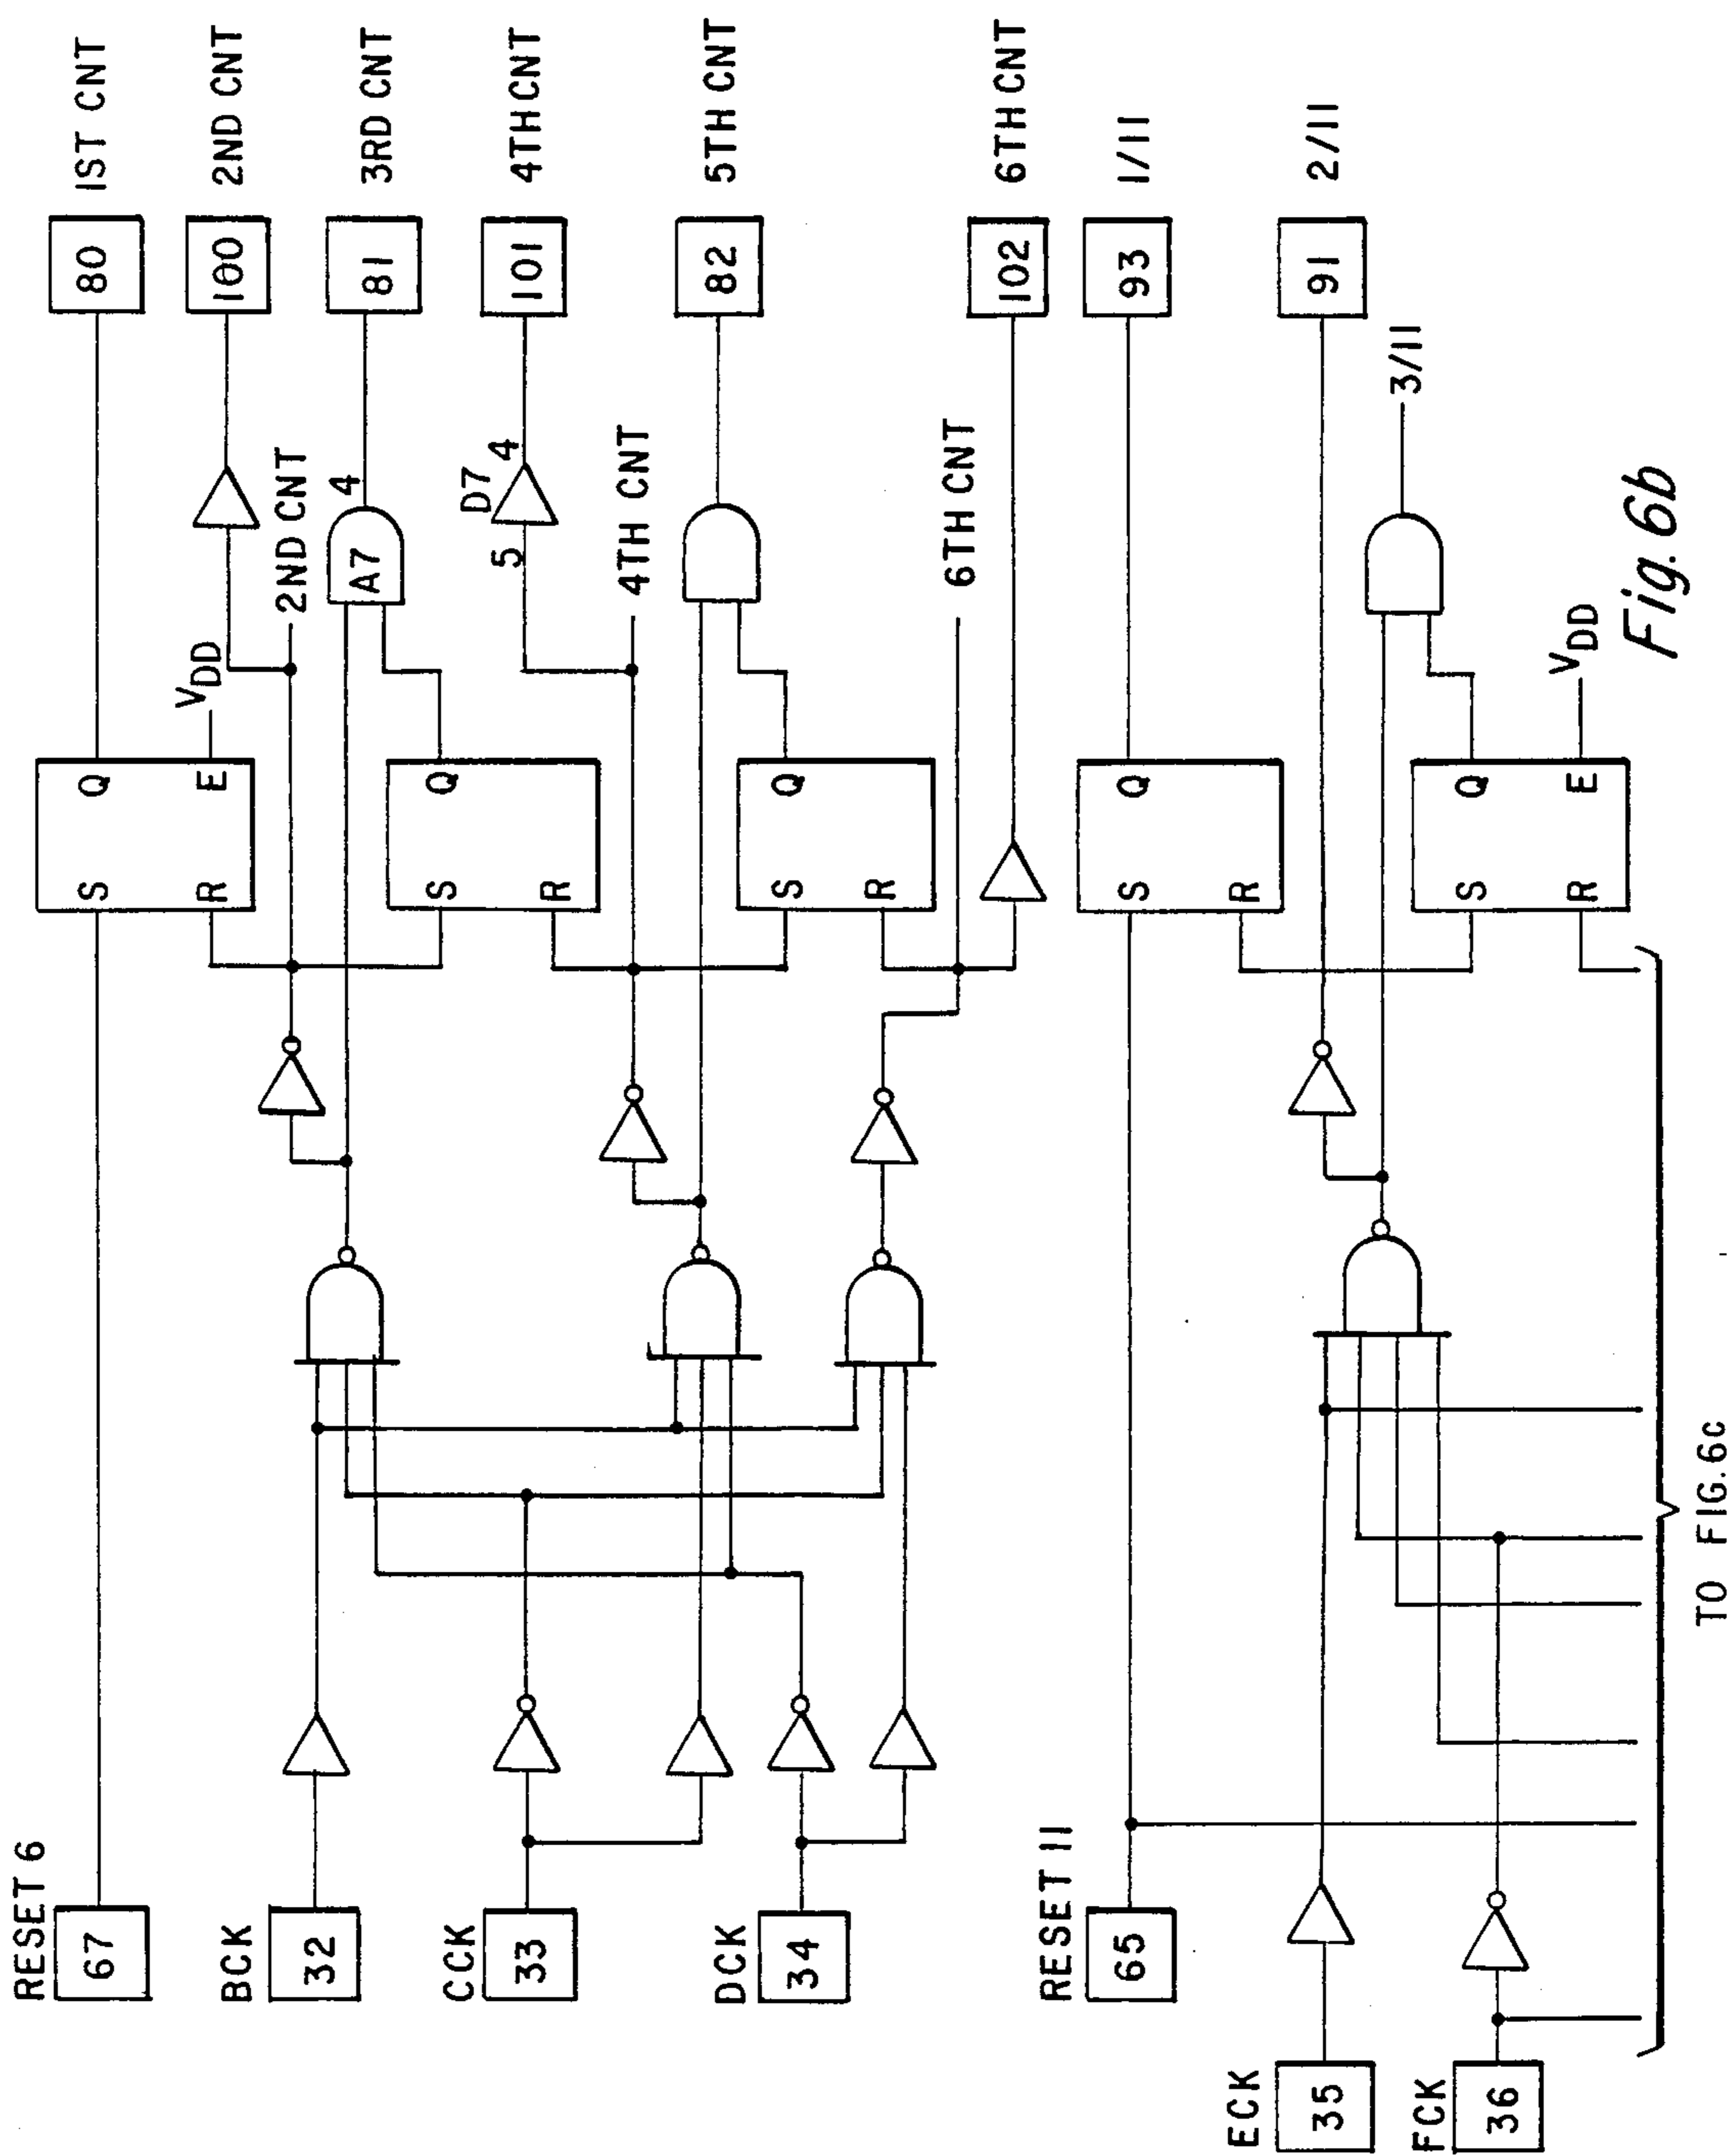 RESET 6
67
S Q
R E
VDD
80 1ST CNT
100 2ND CNT
2ND CNT
BCK
32
A7 4
81 3RD CNT
S Q
R
CCK
33
5 D7 4
101 4TH CNT
4TH CNT
DCK
34
S Q
R
82 5TH CNT
6TH CNT
102 6TH CNT
RESET 11
65
S Q
R
93 1/11
ECK
35
91 2/11
3/11
FCK
36
S Q
R E
VDD
TO FIG. 6c
Fig. 6b